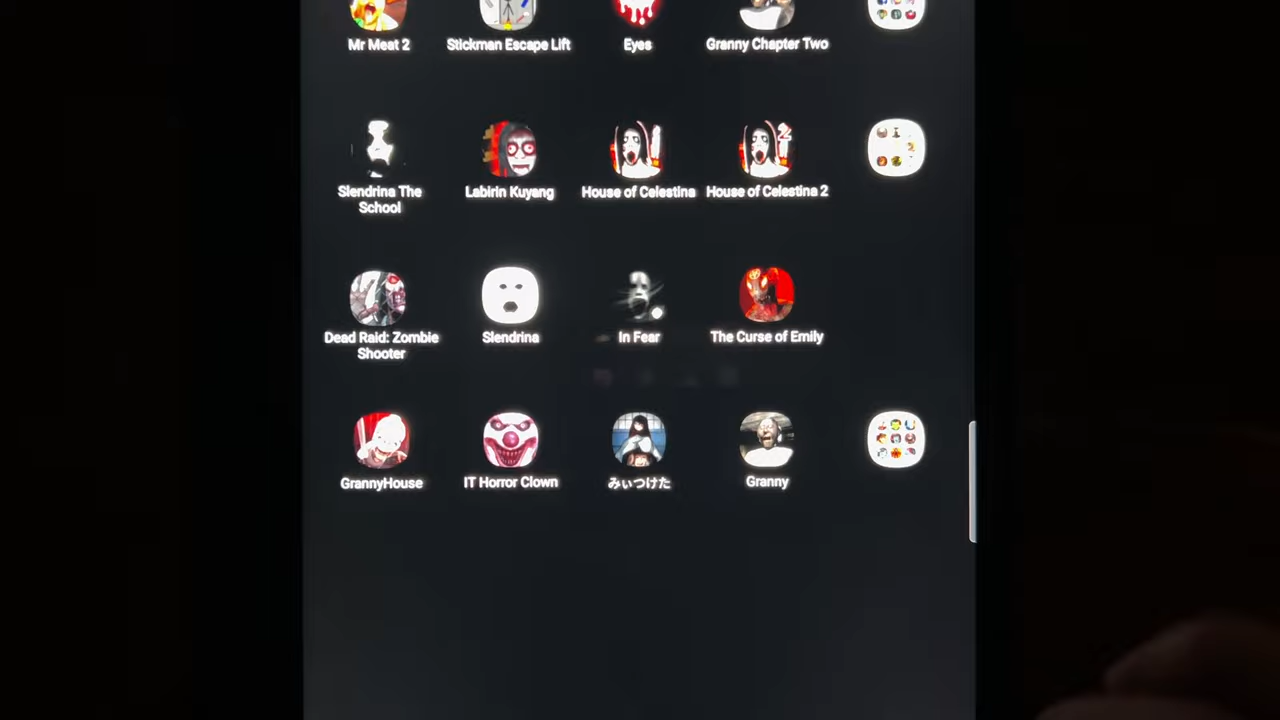 Mr Meat 2
Stickman Escape Lift
Eyes
Granny Chapter Two
Slendrina The
School
Labirin Kuyang
House of Celestina
House of Celestina 2
Dead Raid: Zombie
Shooter
Slendrina
In Fear
The Curse of Emily
GrannyHouse
IT Horror Clown
みぃつけた
Granny